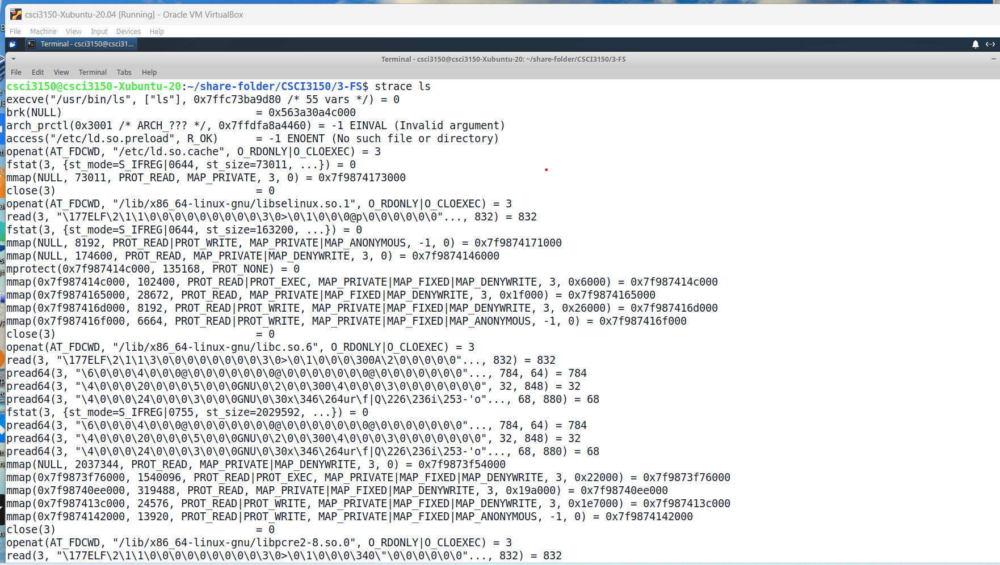 csci3150-Xubuntu-20.04 [Running] - Oracle VM VirtualBox
File Machine View Input Devices Help
Terminal - csci3150@csci31...
Terminal - csci3150@csci3150-Xubuntu-20: ~/share-folder/CSCI3150/3-FS
File Edit View Terminal Tabs Help
csci3150@csci3150-Xubuntu-20:~/share-folder/CSCI3150/3-FS$ strace ls
execve("/usr/bin/ls", ["ls"], 0x7ffc73ba9d80 /* 55 vars */) = 0
brk(NULL)                               = 0x563a30a4c000
arch_prctl(0x3001 /* ARCH_??? */, 0x7ffdfa8a4460) = -1 EINVAL (Invalid argument)
access("/etc/ld.so.preload", R_OK)      = -1 ENOENT (No such file or directory)
openat(AT_FDCWD, "/etc/ld.so.cache", O_RDONLY|O_CLOEXEC) = 3
fstat(3, {st_mode=S_IFREG|0644, st_size=73011, ...}) = 0
mmap(NULL, 73011, PROT_READ, MAP_PRIVATE, 3, 0) = 0x7f9874173000
close(3)                                = 0
openat(AT_FDCWD, "/lib/x86_64-linux-gnu/libselinux.so.1", O_RDONLY|O_CLOEXEC) = 3
read(3, "\177ELF\2\1\1\0\0\0\0\0\0\0\0\0\3\0>\0\1\0\0\0@p\0\0\0\0\0\0"..., 832) = 832
fstat(3, {st_mode=S_IFREG|0644, st_size=163200, ...}) = 0
mmap(NULL, 8192, PROT_READ|PROT_WRITE, MAP_PRIVATE|MAP_ANONYMOUS, -1, 0) = 0x7f9874171000
mmap(NULL, 174600, PROT_READ, MAP_PRIVATE|MAP_DENYWRITE, 3, 0) = 0x7f9874146000
mprotect(0x7f987414c000, 135168, PROT_NONE) = 0
mmap(0x7f987414c000, 102400, PROT_READ|PROT_EXEC, MAP_PRIVATE|MAP_FIXED|MAP_DENYWRITE, 3, 0x6000) = 0x7f987414c000
mmap(0x7f9874165000, 28672, PROT_READ, MAP_PRIVATE|MAP_FIXED|MAP_DENYWRITE, 3, 0x1f000) = 0x7f9874165000
mmap(0x7f987416d000, 8192, PROT_READ|PROT_WRITE, MAP_PRIVATE|MAP_FIXED|MAP_DENYWRITE, 3, 0x26000) = 0x7f987416d000
mmap(0x7f987416f000, 6664, PROT_READ|PROT_WRITE, MAP_PRIVATE|MAP_FIXED|MAP_ANONYMOUS, -1, 0) = 0x7f987416f000
close(3)                                = 0
openat(AT_FDCWD, "/lib/x86_64-linux-gnu/libc.so.6", O_RDONLY|O_CLOEXEC) = 3
read(3, "\177ELF\2\1\1\3\0\0\0\0\0\0\0\0\3\0>\0\1\0\0\0\300A\2\0\0\0\0\0"..., 832) = 832
pread64(3, "\6\0\0\0\4\0\0\0@\0\0\0\0\0\0\0@\0\0\0\0\0\0\0@\0\0\0\0\0\0\0"..., 784, 64) = 784
pread64(3, "\4\0\0\0\20\0\0\0\5\0\0\0GNU\0\2\0\0\300\4\0\0\0\3\0\0\0\0\0\0\0", 32, 848) = 32
pread64(3, "\4\0\0\0\24\0\0\0\3\0\0\0GNU\0\30x\346\264ur\f|Q\226\236i\253-'o"..., 68, 880) = 68
fstat(3, {st_mode=S_IFREG|0755, st_size=2029592, ...}) = 0
pread64(3, "\6\0\0\0\4\0\0\0@\0\0\0\0\0\0\0@\0\0\0\0\0\0\0@\0\0\0\0\0\0\0"..., 784, 64) = 784
pread64(3, "\4\0\0\0\20\0\0\0\5\0\0\0GNU\0\2\0\0\300\4\0\0\0\3\0\0\0\0\0\0\0", 32, 848) = 32
pread64(3, "\4\0\0\0\24\0\0\0\3\0\0\0GNU\0\30x\346\264ur\f|Q\226\236i\253-'o"..., 68, 880) = 68
mmap(NULL, 2037344, PROT_READ, MAP_PRIVATE|MAP_DENYWRITE, 3, 0) = 0x7f9873f54000
mmap(0x7f9873f76000, 1540096, PROT_READ|PROT_EXEC, MAP_PRIVATE|MAP_FIXED|MAP_DENYWRITE, 3, 0x22000) = 0x7f9873f76000
mmap(0x7f98740ee000, 319488, PROT_READ, MAP_PRIVATE|MAP_FIXED|MAP_DENYWRITE, 3, 0x19a000) = 0x7f98740ee000
mmap(0x7f987413c000, 24576, PROT_READ|PROT_WRITE, MAP_PRIVATE|MAP_FIXED|MAP_DENYWRITE, 3, 0x1e7000) = 0x7f987413c000
mmap(0x7f9874142000, 13920, PROT_READ|PROT_WRITE, MAP_PRIVATE|MAP_FIXED|MAP_ANONYMOUS, -1, 0) = 0x7f9874142000
close(3)                                = 0
openat(AT_FDCWD, "/lib/x86_64-linux-gnu/libpcre2-8.so.0", O_RDONLY|O_CLOEXEC) = 3
read(3, "\177ELF\2\1\1\0\0\0\0\0\0\0\0\0\3\0>\0\1\0\0\0\340\"\0\0\0\0\0\0"..., 832) = 832